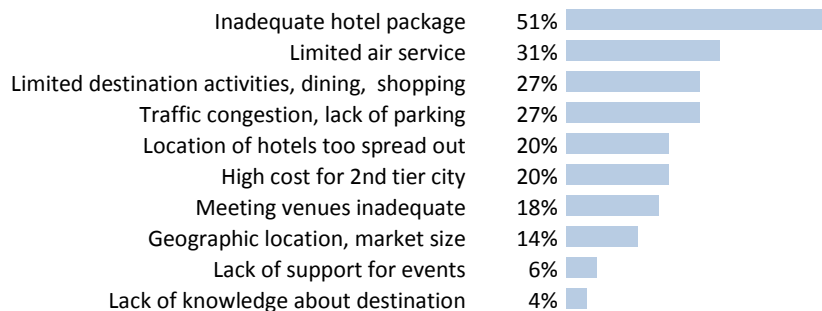 Inadequate hotel package 51%
Limited air service 31%
Limited destination activities, dining, shopping 27%
Traffic congestion, lack of parking 27%
Location of hotels too spread out 20%
High cost for 2nd tier city 20%
Meeting venues inadequate 18%
Geographic location, market size 14%
Lack of support for events 6%
Lack of knowledge about destination 4%